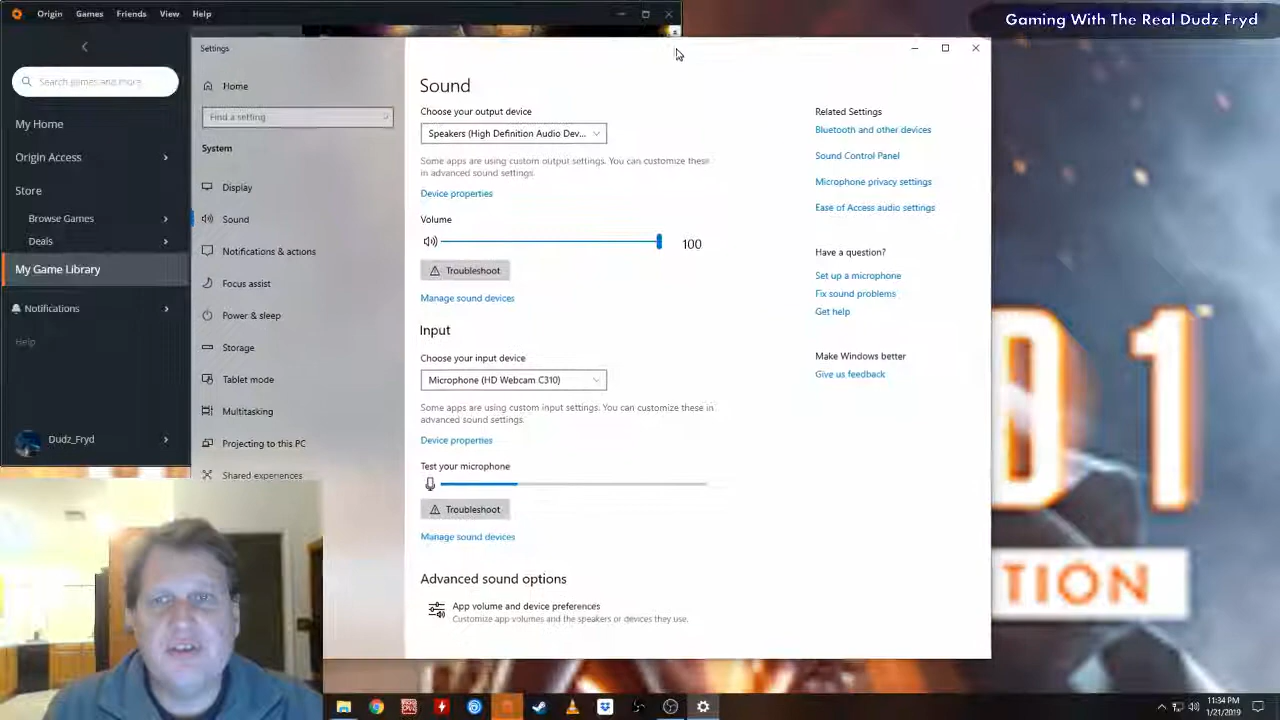 Origin Games Friends View Help
Gaming With The Real Dudz Fryd
Search games and more
My Home
Origin Access
Store
Browse Games
Deals
My Game Library
Notifications
Help
Dudz_Fryd
Settings
Home
Find a setting
System
Display
Sound
Notifications & actions
Focus assist
Power & sleep
Storage
Tablet mode
Multitasking
Projecting to this PC
Shared experiences
Sound
Choose your output device
Speakers (High Definition Audio Dev...
Some apps are using custom output settings. You can customize these
in advanced sound settings.
Device properties
Volume
100
Troubleshoot
Manage sound devices
Input
Choose your input device
Microphone (HD Webcam C310)
Some apps are using custom input settings. You can customize these in
advanced sound settings.
Device properties
Test your microphone
Troubleshoot
Manage sound devices
Advanced sound options
App volume and device preferences
Customize app volumes and the speakers or devices they use.
Related Settings
Bluetooth and other devices
Sound Control Panel
Microphone privacy settings
Ease of Access audio settings
Have a question?
Set up a microphone
Fix sound problems
Get help
Make Windows better
Give us feedback
D 1
TION
11:34 PM
1/21/2019